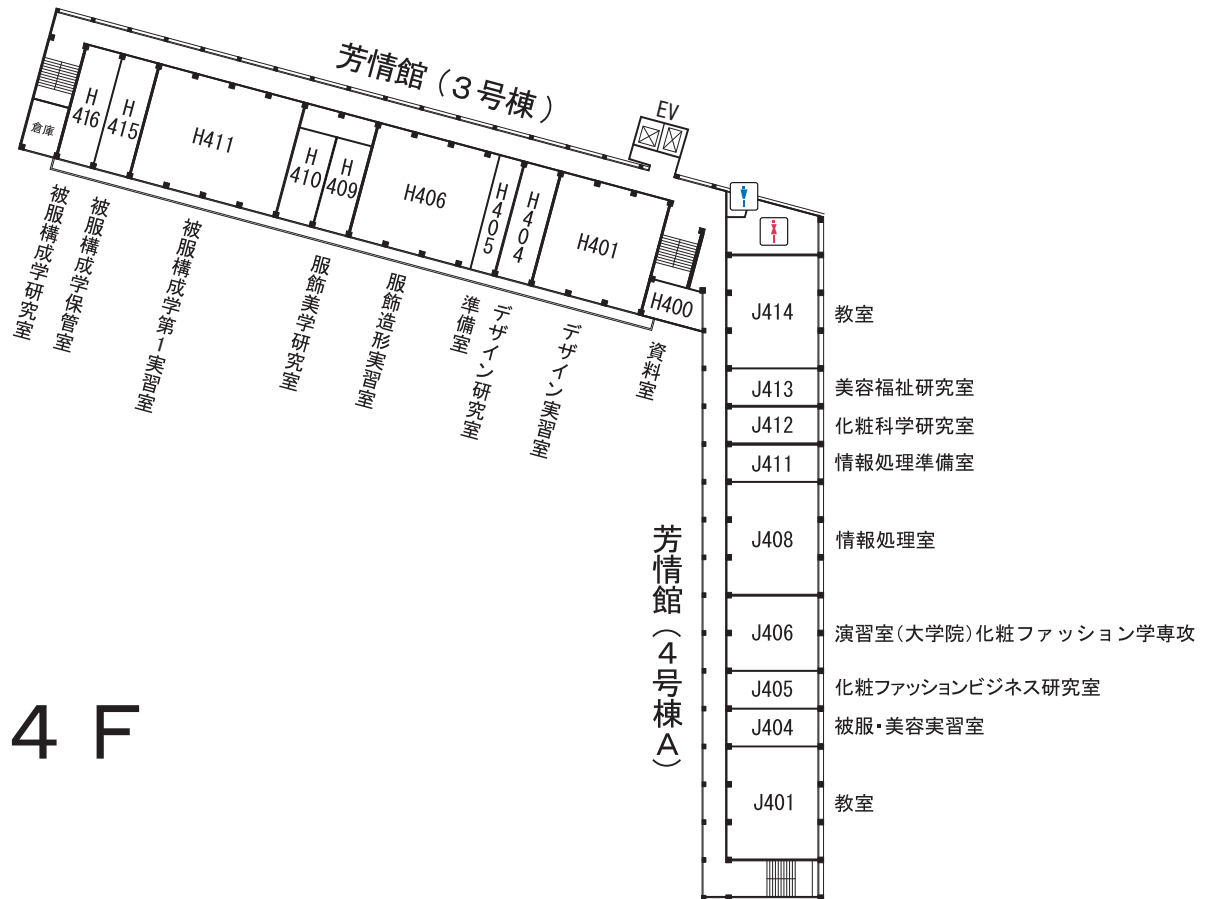 芳情館（３号棟）
EV
H416
H415
H411
H410
H409
H406
H405
H404
H401
H400
倉庫
被服構成学研究室
被服構成学保管室
被服構成学第１実習室
服飾美学研究室
服飾造形実習室
準備室
デザイン研究室
デザイン実習室
資料室
J414 教室
J413 美容福祉研究室
J412 化粧科学研究室
J411 情報処理準備室
J408 情報処理室
J406 演習室（大学院）化粧ファッション学専攻
J405 化粧ファッションビジネス研究室
J404 被服・美容実習室
J401 教室
芳情館（４号棟Ａ）
４Ｆ